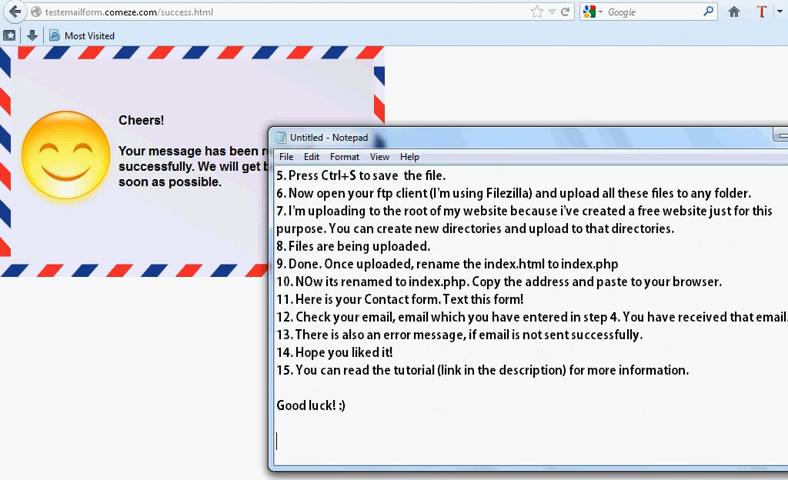 testemailform.comeze.com/success.html
Google
T
Most Visited
Cheers!
Your message has been
successfully. We will get
soon as possible.
Untitled - Notepad
File Edit Format View Help
5. Press Ctrl+S to save the file.
6. Now open your ftp client (I'm using Filezilla) and upload all these files to any folder.
7. I'm uploading to the root of my website because i've created a free website just for this
purpose. You can create new directories and upload to that directories.
8. Files are being uploaded.
9. Done. Once uploaded, rename the index.html to index.php
10. NOw its renamed to index.php. Copy the address and paste to your browser.
11. Here is your Contact form. Text this form!
12. Check your email, email which you have entered in step 4. You have received that email.
13. There is also an error message, if email is not sent successfully.
14. Hope you liked it!
15. You can read the tutorial (link in the description) for more information.
Good luck! :)